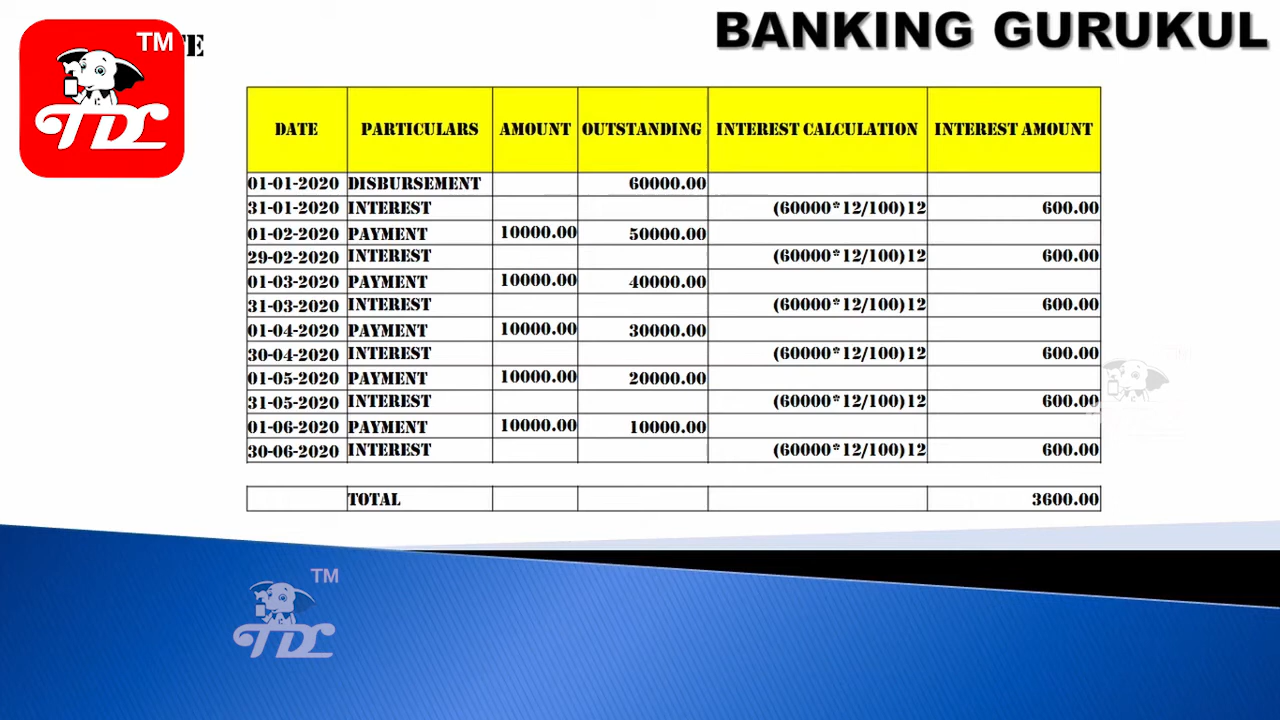 BANKING GURUKUL
TM
TDC
DATE PARTICULARS AMOUNT OUTSTANDING INTEREST CALCULATION INTEREST AMOUNT
01-01-2020 DISBURSEMENT 60000.00
31-01-2020 INTEREST (60000*12/100)12 600.00
01-02-2020 PAYMENT 10000.00 50000.00
29-02-2020 INTEREST (60000*12/100)12 600.00
01-03-2020 PAYMENT 10000.00 40000.00
31-03-2020 INTEREST (60000*12/100)12 600.00
01-04-2020 PAYMENT 10000.00 30000.00
30-04-2020 INTEREST (60000*12/100)12 600.00
01-05-2020 PAYMENT 10000.00 20000.00
31-05-2020 INTEREST (60000*12/100)12 600.00
01-06-2020 PAYMENT 10000.00 10000.00
30-06-2020 INTEREST (60000*12/100)12 600.00
TOTAL 3600.00
TM
TDC